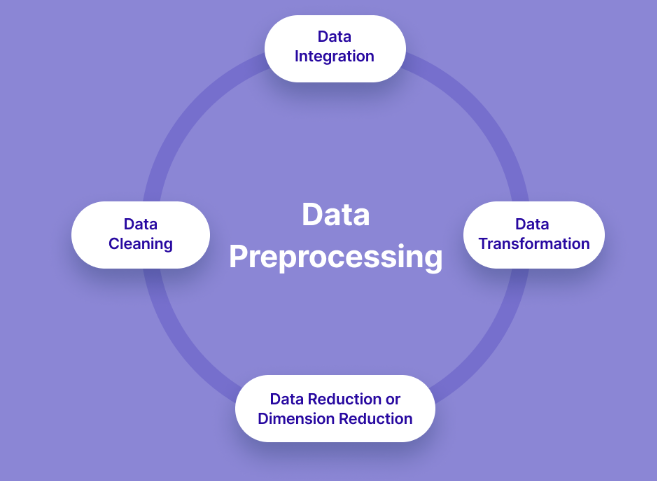 Data
Integration
Data
Preprocessing
Data
Cleaning
Data
Transformation
Data Reduction or
Dimension Reduction